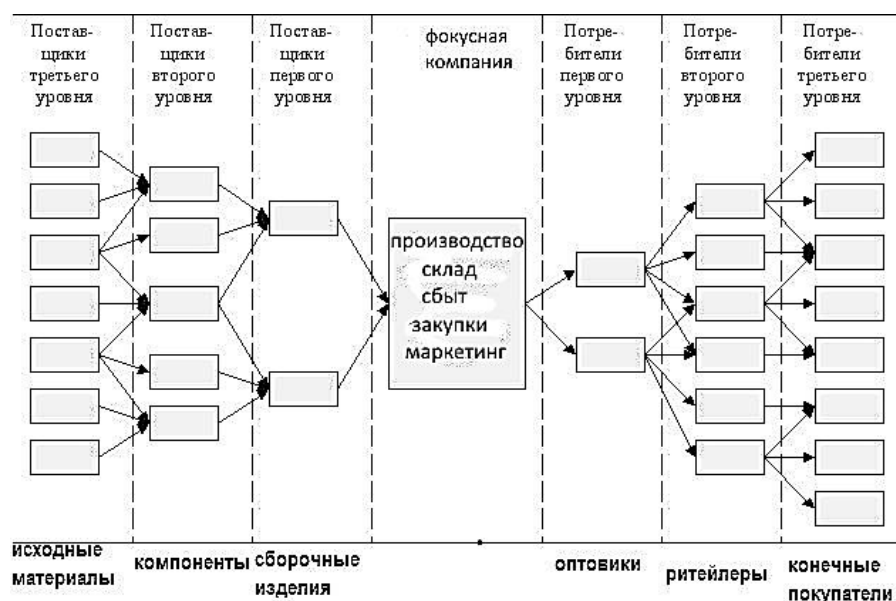 Постав-
щики
третьего
уровня
Постав-
щики
второго
уровня
Постав-
щики
первого
уровня
фокусная
компания
Потре-
бители
первого
уровня
Потре-
бители
второго
уровня
Потре-
бители
третьего
уровня
производство
склад
сбыт
закупки
маркетинг
исходные
материалы
компоненты
сборочные
изделия
оптовики
ритейлеры
конечные
покупатели